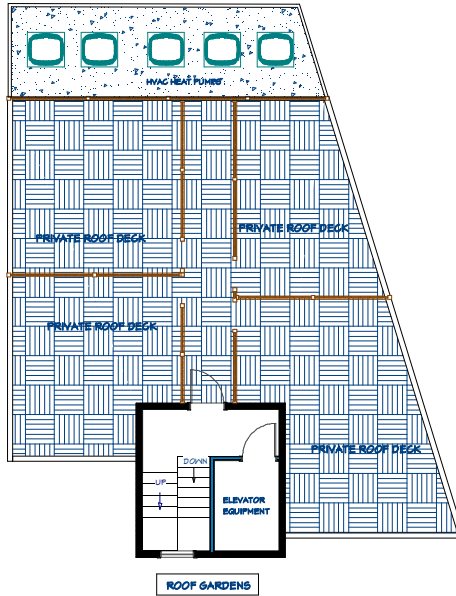 HVAC HEAT PUMPS
PRIVATE ROOF DECK
PRIVATE ROOF DECK
PRIVATE ROOF DECK
PRIVATE ROOF DECK
DOWN
UP
ELEVATOR
EQUIPMENT
ROOF GARDENS